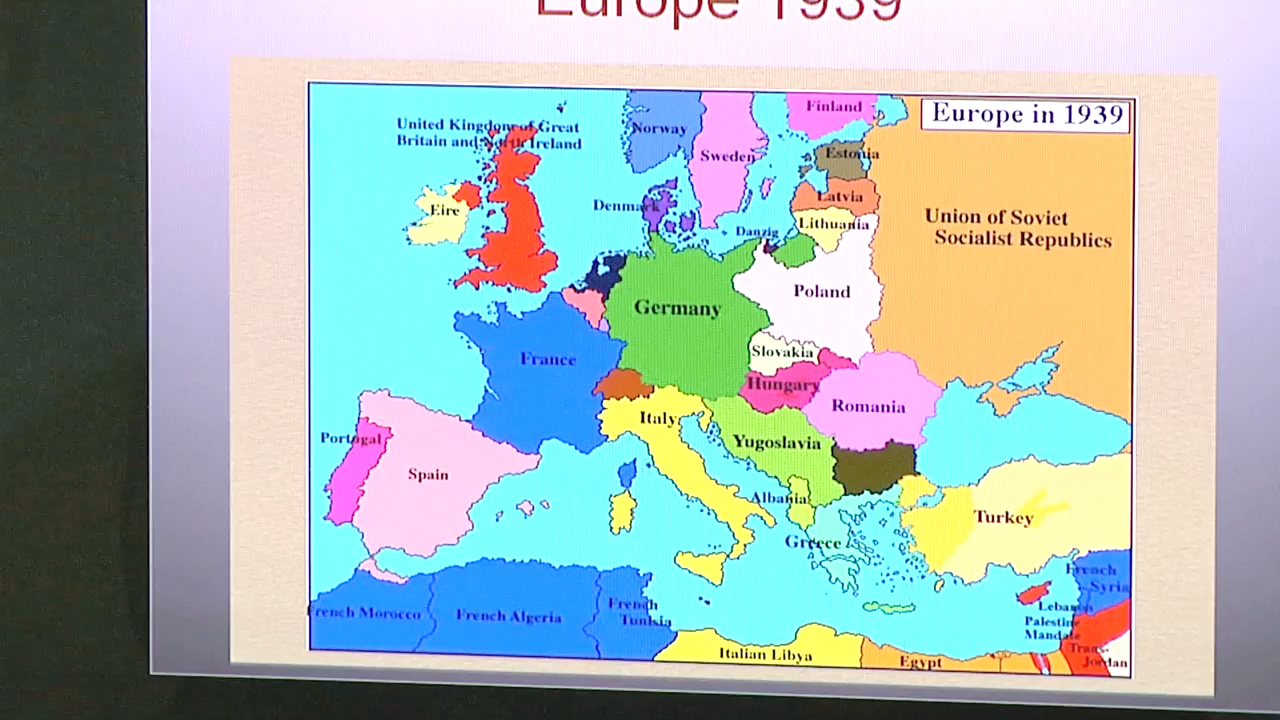 Europe 1939
Europe in 1939
Finland
Norway
United Kingdom of Great
Britain and North Ireland
Sweden
Estonia
Latvia
Eire
Denmark
Lithuania
Union of Soviet
Socialist Republics
Danzig
Poland
Germany
Slovakia
France
Hungary
Romania
Italy
Portugal
Yugoslavia
Spain
Albania
Turkey
Greece
French
Syria
French Morocco
French Algeria
French
Tunisia
Lebanon
Palestine
Mandate
Trans-
Jordan
Italian Libya
Egypt